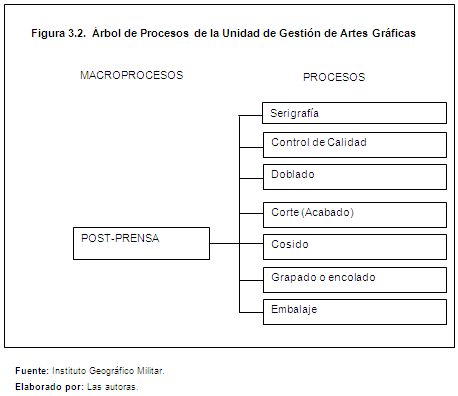 Figura 3.2. Árbol de Procesos de la Unidad de Gestión de Artes Gráficas
MACROPROCESOS
PROCESOS
Serigrafía
Control de Calidad
Doblado
Corte (Acabado)
POST-PRENSA
Cosido
Grapado o encolado
Embalaje
Fuente: Instituto Geográfico Militar.
Elaborado por: Las autoras.